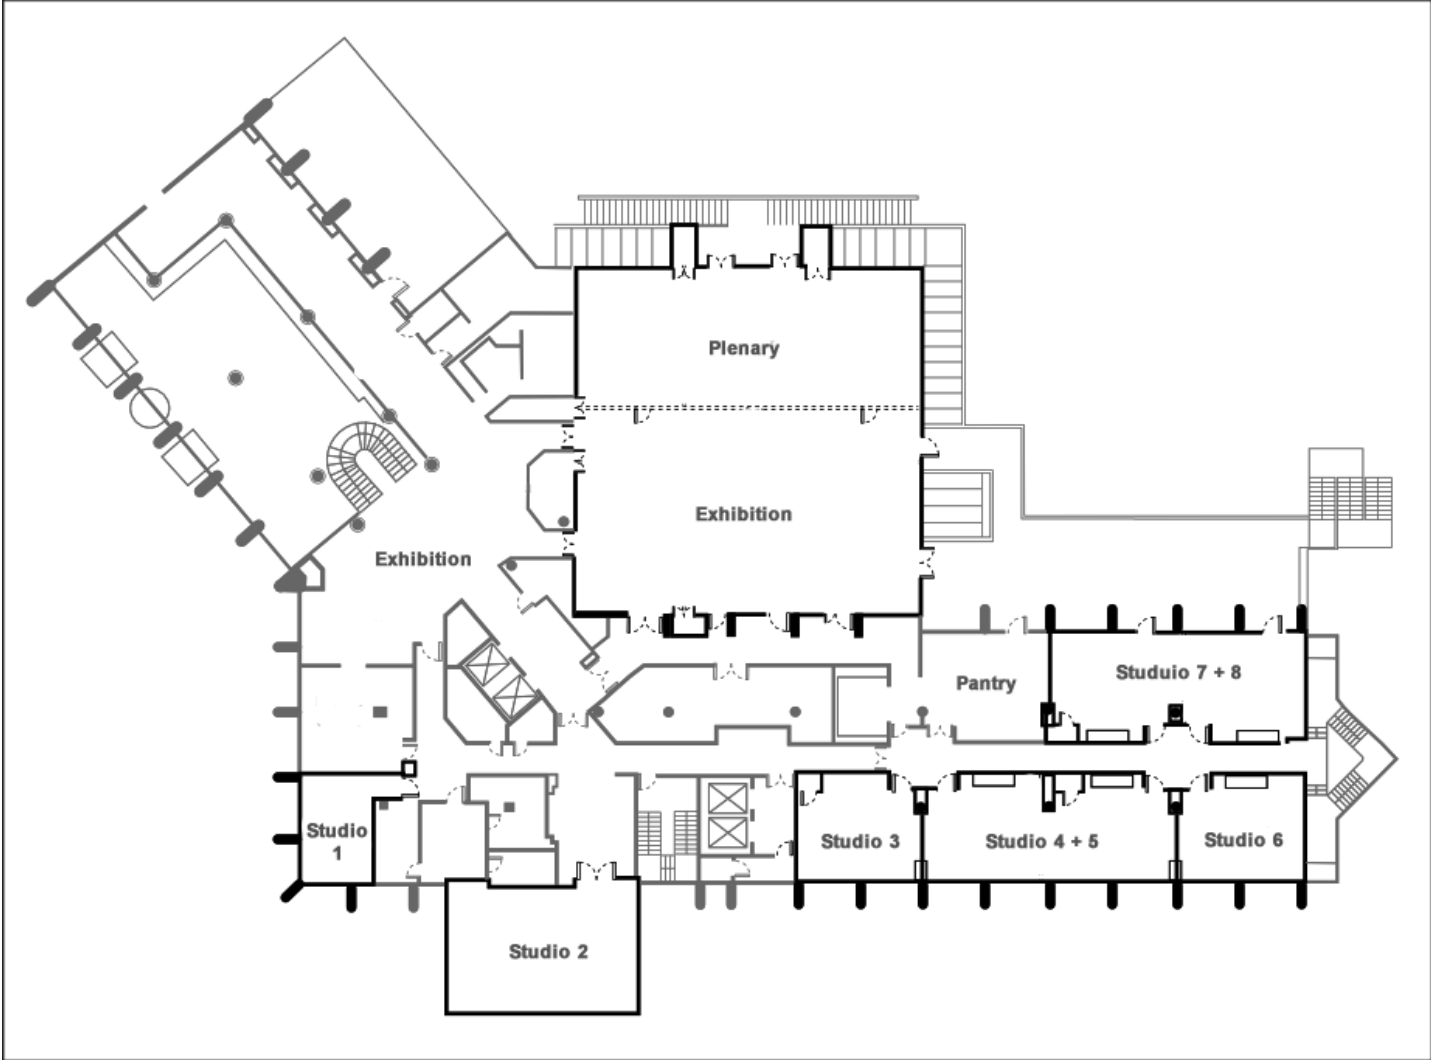 Plenary
Exhibition
Exhibition
Pantry
Studuio 7 + 8
Studio
1
Studio 3
Studio 4 + 5
Studio 6
Studio 2